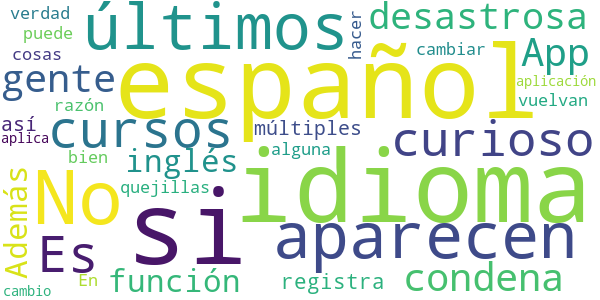 verdad
últimos
hacer
desastrosa
puede
cosas
español
cambiar
App
gente
aplicación
razón
vuelvan
así
cursos
múltiples
curioso
aplica
bien
inglés
alguna
idioma
Además
No
quejillas
si
Es
aparecen
función
registra
condena
En
cambio